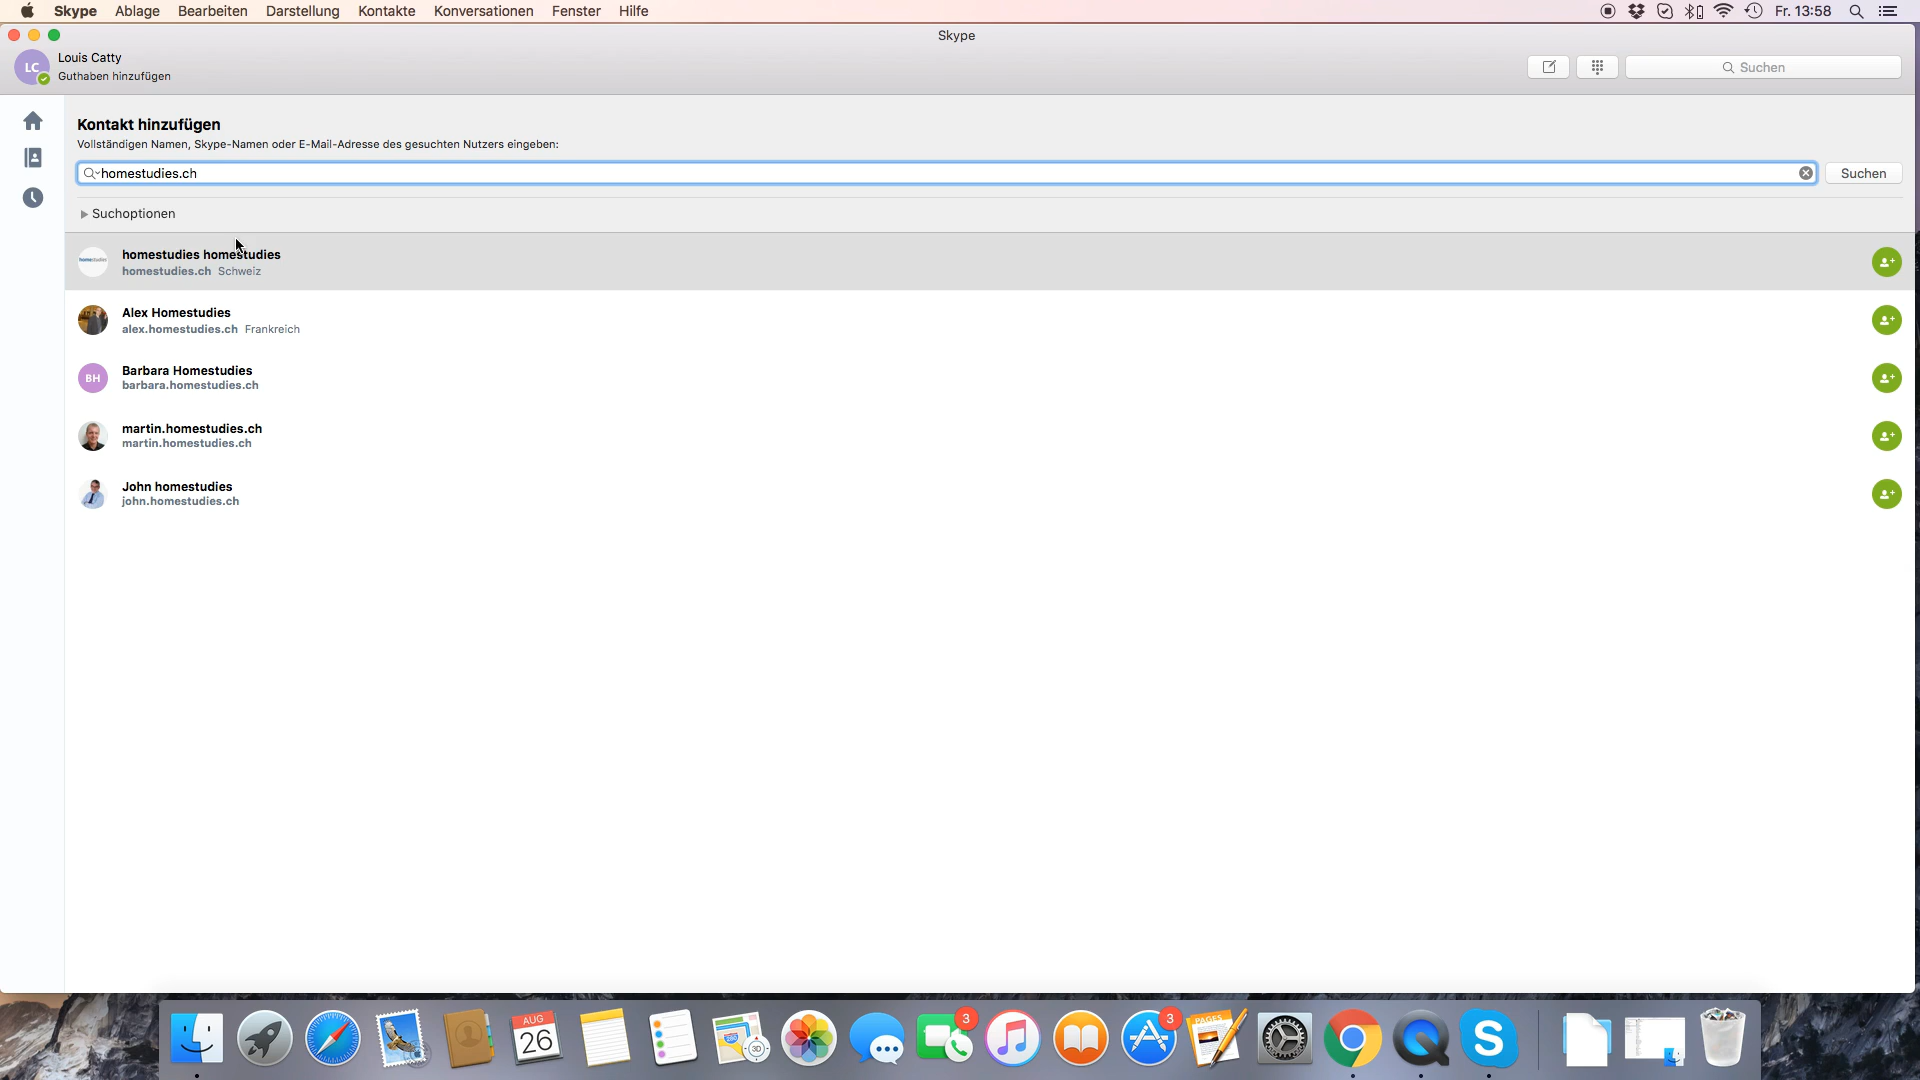 Skype Ablage Bearbeiten Darstellung Kontakte Konversationen Fenster Hilfe Fr. 13:58
Skype
LC Louis Catty
Guthaben hinzufügen
Suchen
Kontakt hinzufügen
Vollständigen Namen, Skype-Namen oder E-Mail-Adresse des gesuchten Nutzers eingeben:
homestudies.ch Suchen
Suchoptionen
homestudies homestudies
homestudies.ch Schweiz
Alex Homestudies
alex.homestudies.ch Frankreich
BH Barbara Homestudies
barbara.homestudies.ch
martin.homestudies.ch
martin.homestudies.ch
John homestudies
john.homestudies.ch
AUG 26 280 3D 3 3 PAGES S